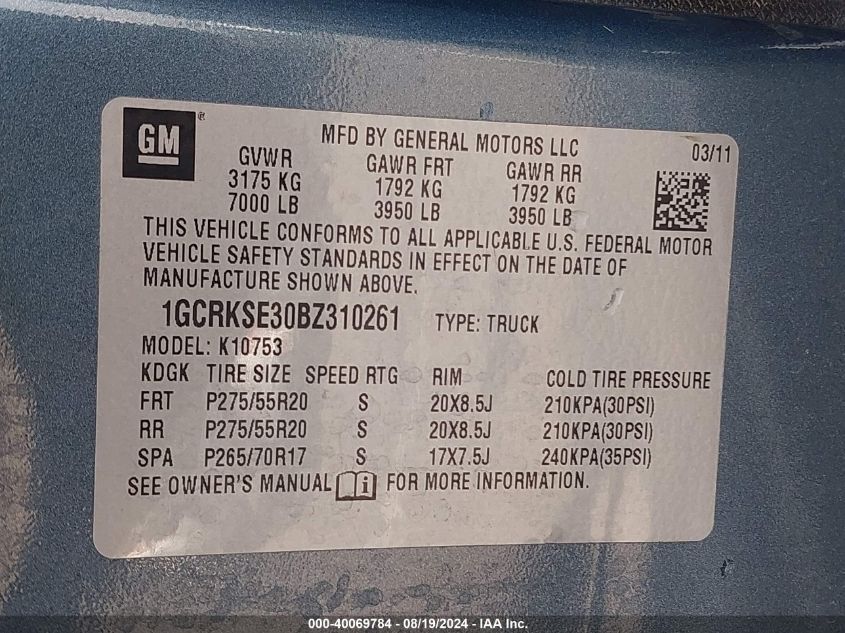 GM ®
MFD BY GENERAL MOTORS LLC 03/11
GVWR GAWR FRT GAWR RR
3175 KG 1792 KG 1792 KG
7000 LB 3950 LB 3950 LB
THIS VEHICLE CONFORMS TO ALL APPLICABLE U.S. FEDERAL MOTOR
VEHICLE SAFETY STANDARDS IN EFFECT ON THE DATE OF
MANUFACTURE SHOWN ABOVE.
1GCRKSE30BZ310261 TYPE: TRUCK
MODEL: K10753
KDGK TIRE SIZE SPEED RTG RIM COLD TIRE PRESSURE
FRT P275/55R20 S 20X8.5J 210KPA(30PSI)
RR P275/55R20 S 20X8.5J 210KPA(30PSI)
SPA P265/70R17 S 17X7.5J 240KPA(35PSI)
SEE OWNER'S MANUAL i FOR MORE INFORMATION.
000-40069784 - 08/19/2024 - IAA Inc.